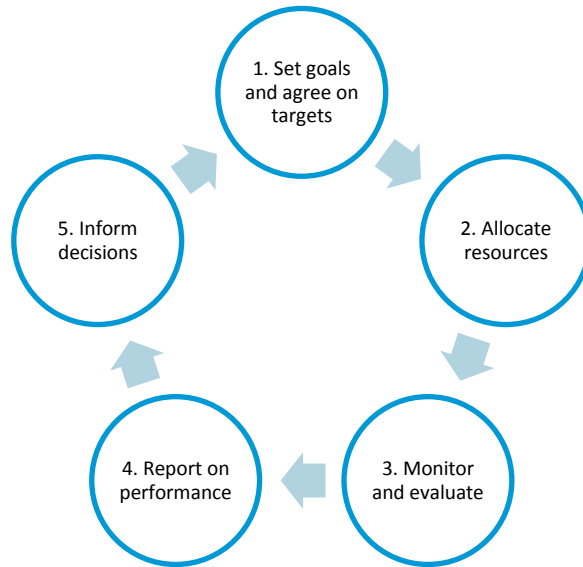 1. Set goals
and agree on
targets
2. Allocate
resources
3. Monitor
and evaluate
4. Report on
performance
5. Inform
decisions